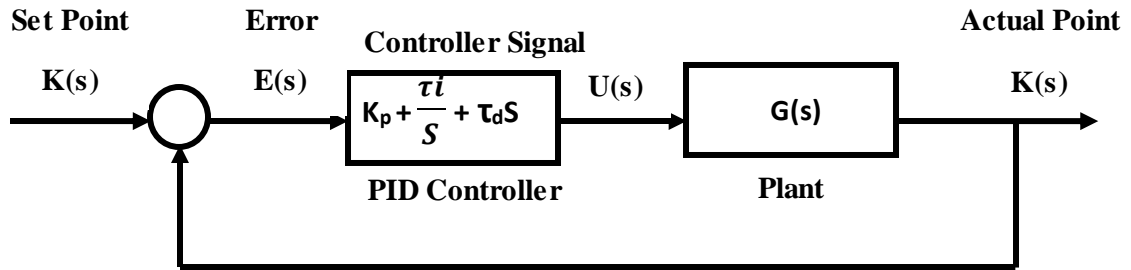 Set Point
Error
Actual Point
Controller Signal
K(s)
E(s)
U(s)
K(s)
Kp + τi/S + τdS
G(s)
PID Controller
Plant